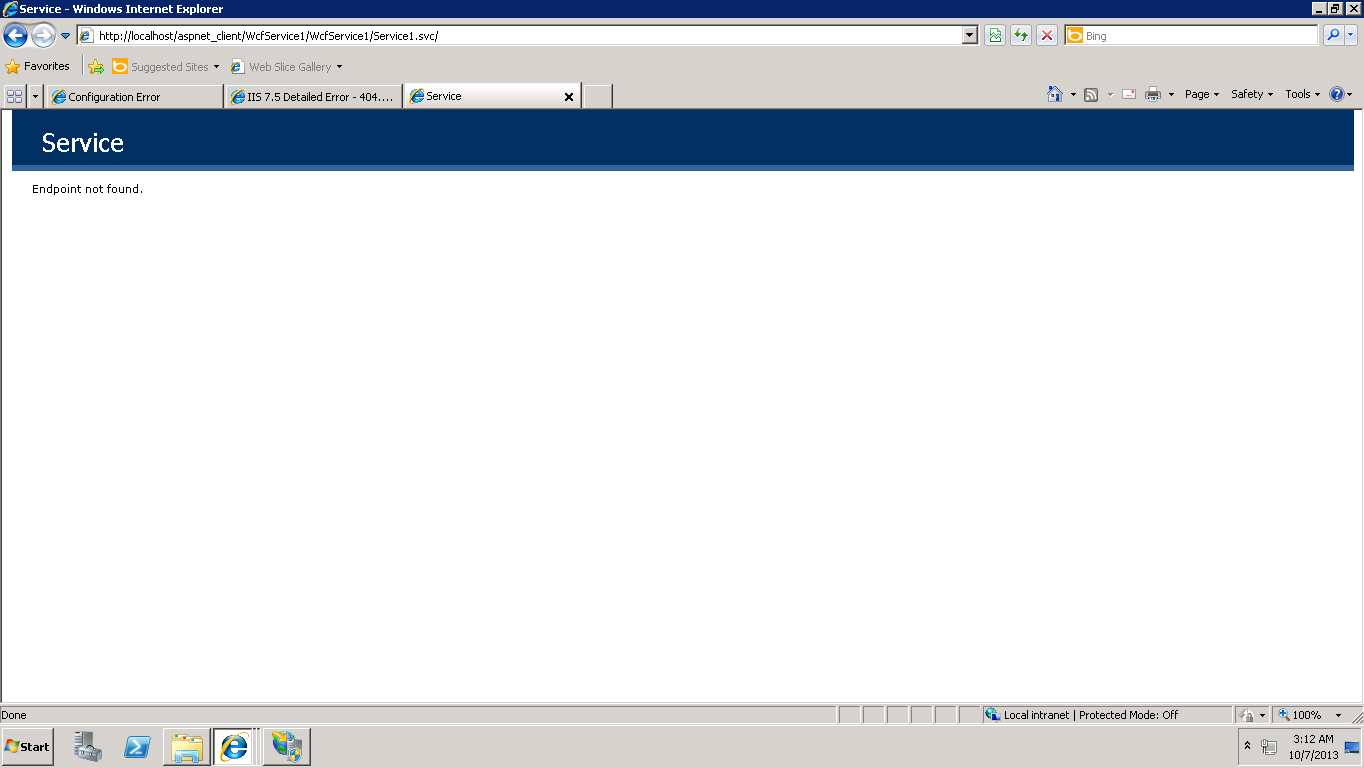 Service - Windows Internet Explorer
http://localhost/aspnet_client/WcfService1/WcfService1/Service1.svc/
Bing
Favorites
Suggested Sites
Web Slice Gallery
Configuration Error
IIS 7.5 Detailed Error - 404....
Service
Page
Safety
Tools
Service
Endpoint not found.
Done
Local intranet | Protected Mode: Off
100%
Start
3:12 AM
10/7/2013